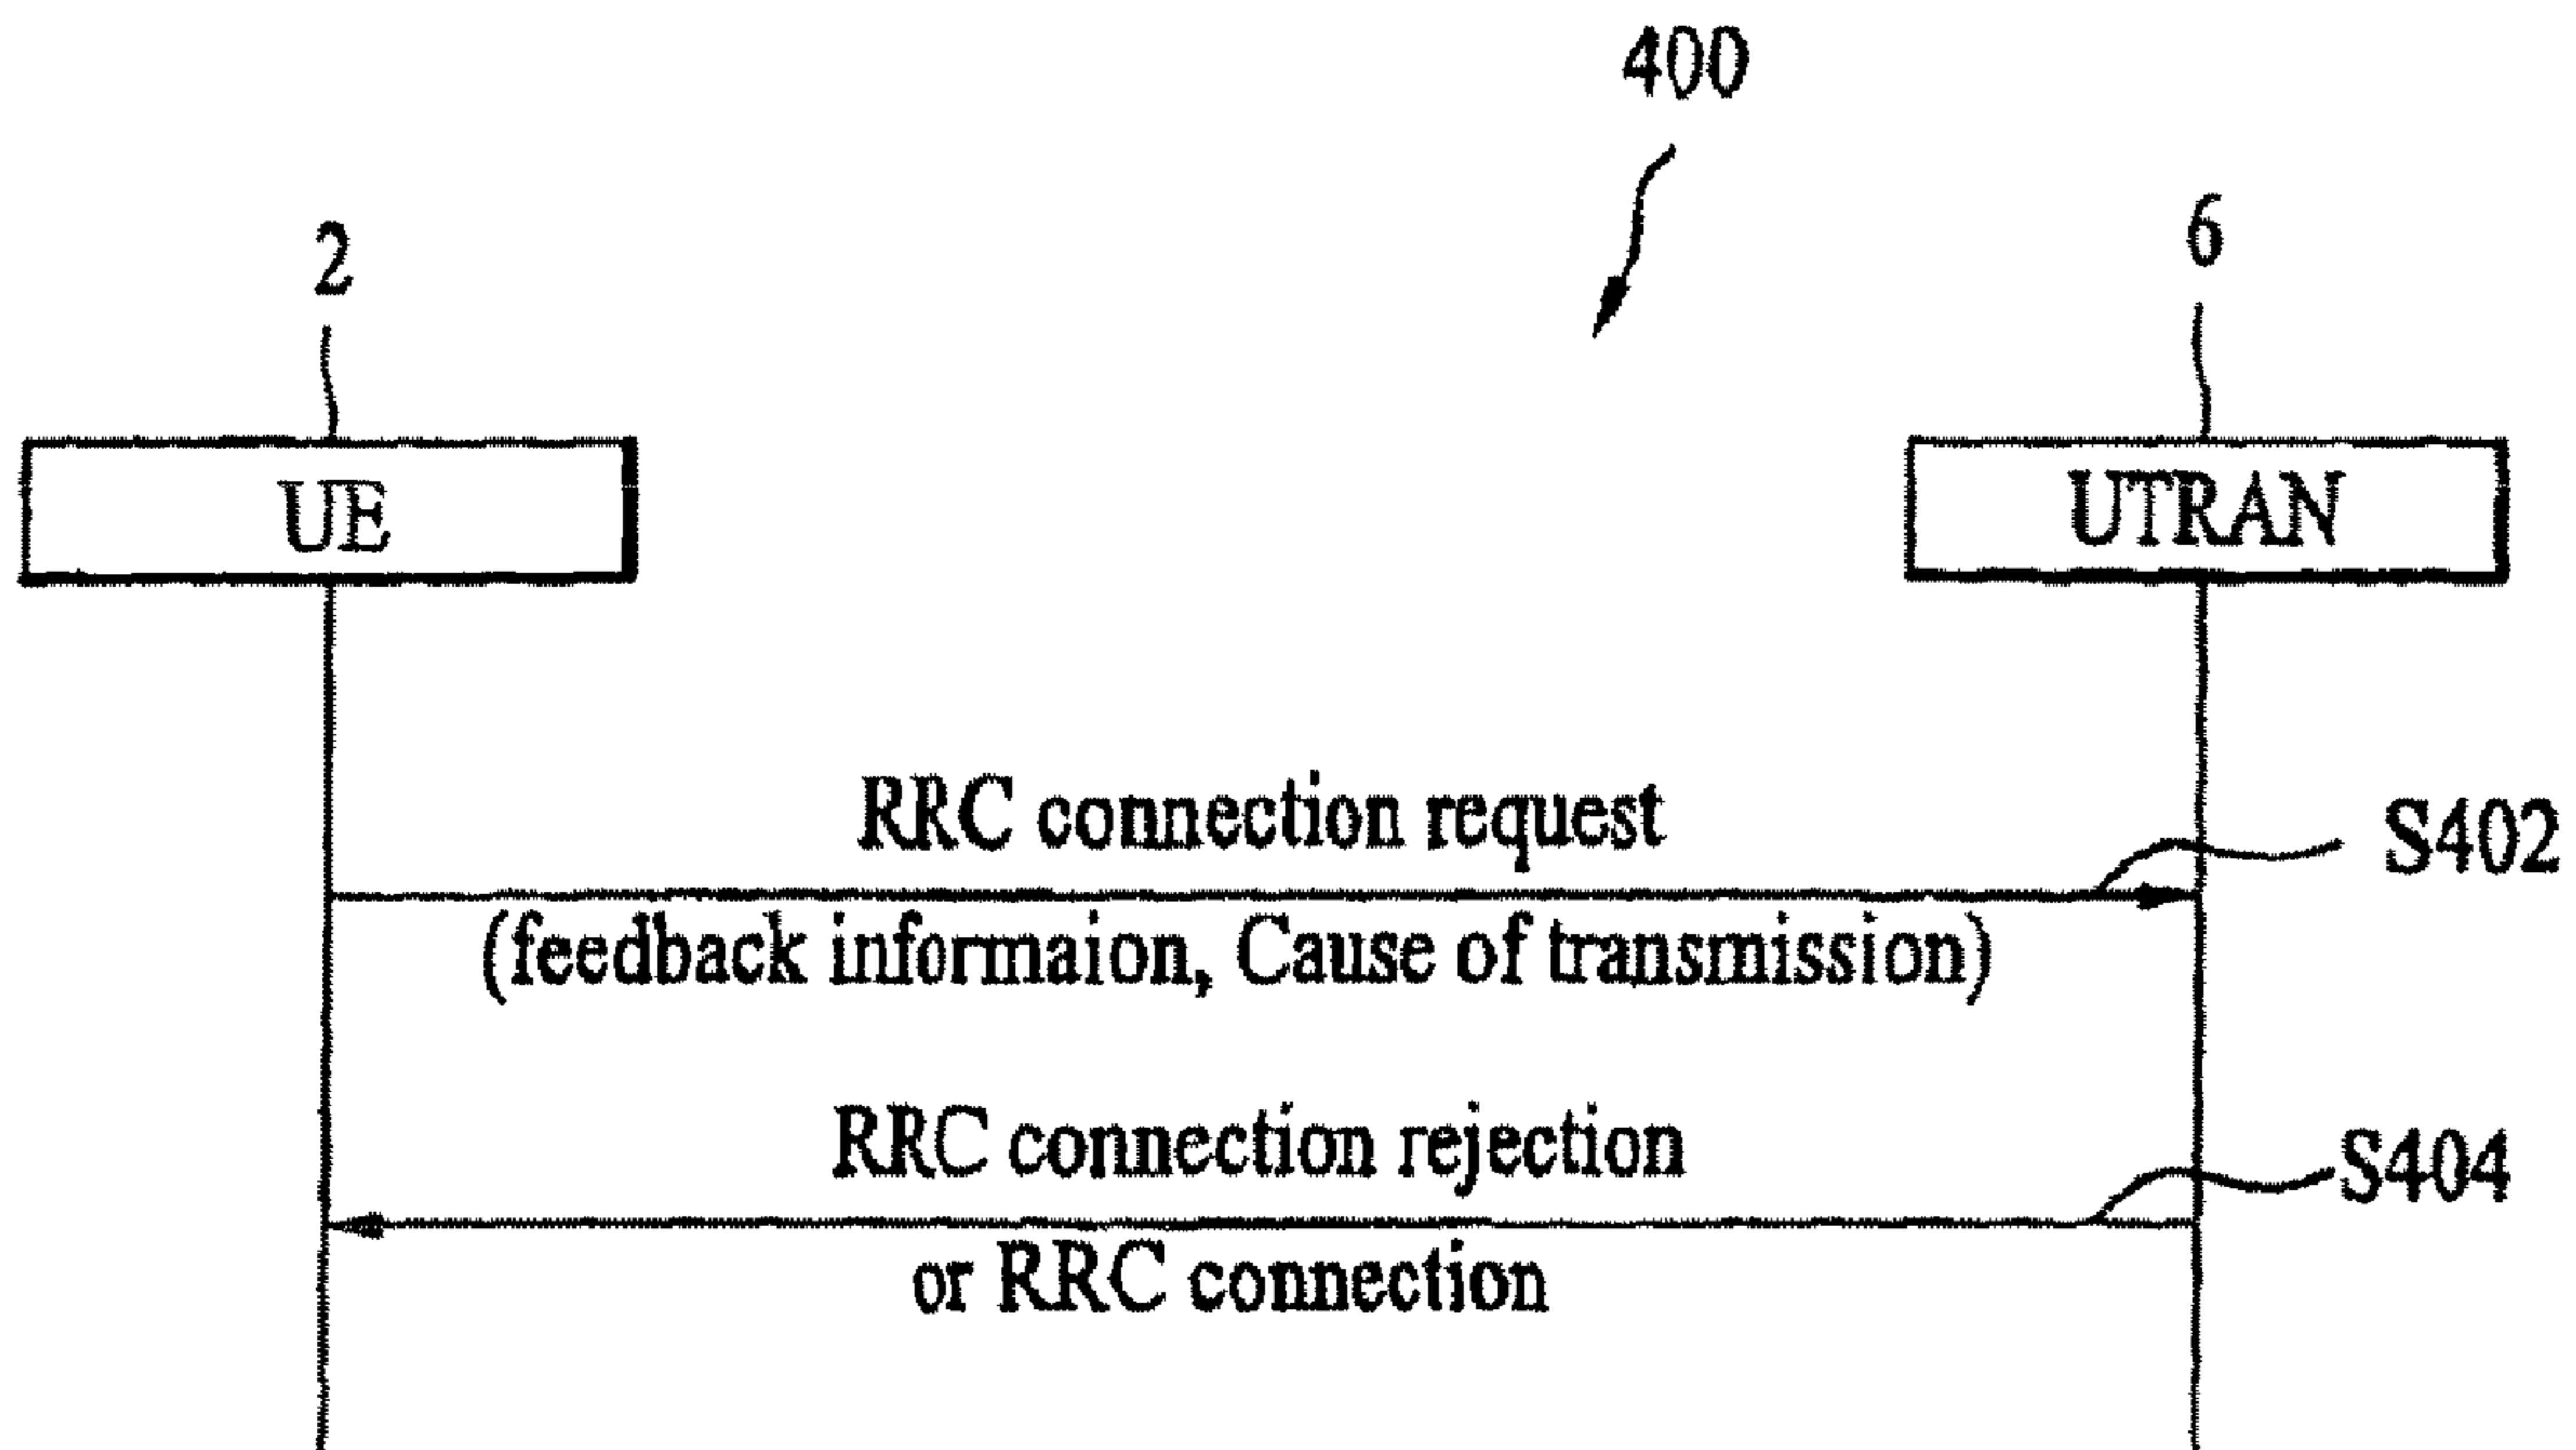 400
2
6
UE
UTRAN
RRC connection request
S402
(feedback informaion, Cause of transmission)
RRC connection rejection
S404
or RRC connection